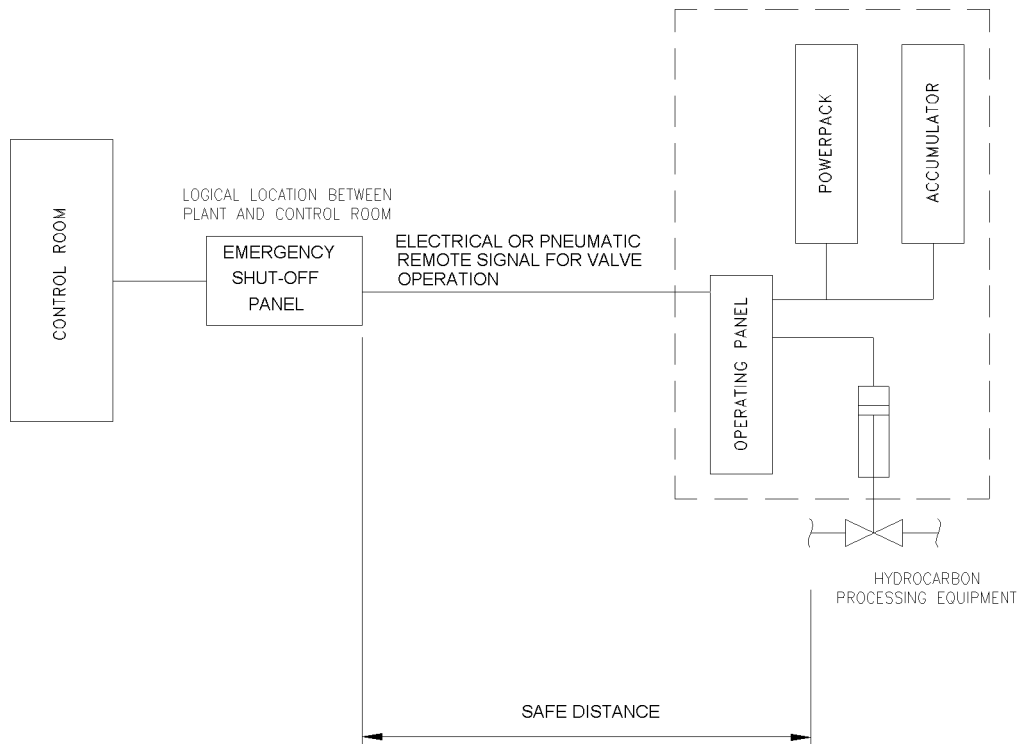 CONTROL ROOM
LOGICAL LOCATION BETWEEN
PLANT AND CONTROL ROOM
EMERGENCY
SHUT-OFF
PANEL
ELECTRICAL OR PNEUMATIC
REMOTE SIGNAL FOR VALVE
OPERATION
OPERATING PANEL
POWERPACK
ACCUMULATOR
HYDROCARBON
PROCESSING EQUIPMENT
SAFE DISTANCE